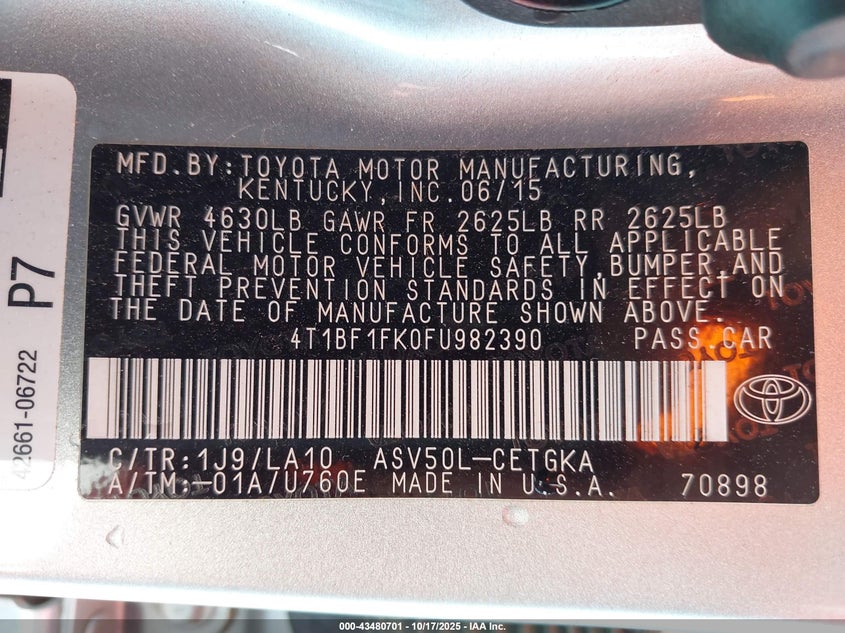 MFD.BY:TOYOTA MOTOR MANUFACTURING,
KENTUCKY,INC.06/15
GVWR 4630LB GAWR FR 2625LB RR 2625LB
THIS VEHICLE CONFORMS TO ALL APPLICABLE
FEDERAL MOTOR VEHICLE SAFETY,BUMPER,AND
THEFT PREVENTION STANDARDS IN EFFECT ON
THE DATE OF MANUFACTURE SHOWN ABOVE.
4T1BF1FK0FU982390 PASS.CAR
C/TR:1J9/LA10 ASV50L-CETGKA
A/TM:-01A/U760E MADE IN U.S.A. 70898
P7
42661-06722
000-43480701 - 10/17/2025 - IAA Inc.